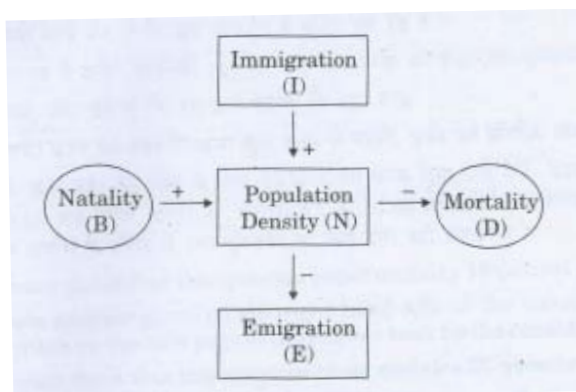 Immigration
(I)
+
Natality
(B)
+
Population
Density (N)
–
Mortality
(D)
–
Emigration
(E)